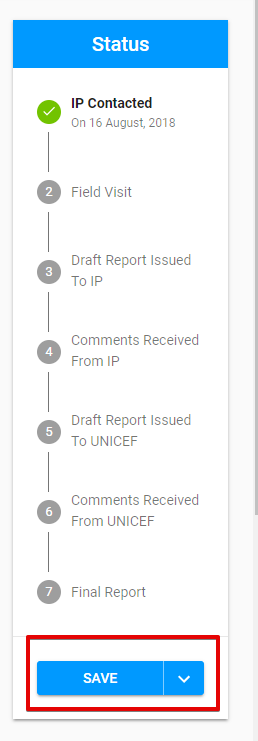 Status
IP Contacted
On 16 August, 2018
2
Field Visit
3
Draft Report Issued
To IP
4
Comments Received
From IP
5
Draft Report Issued
To UNICEF
6
Comments Received
From UNICEF
7
Final Report
SAVE